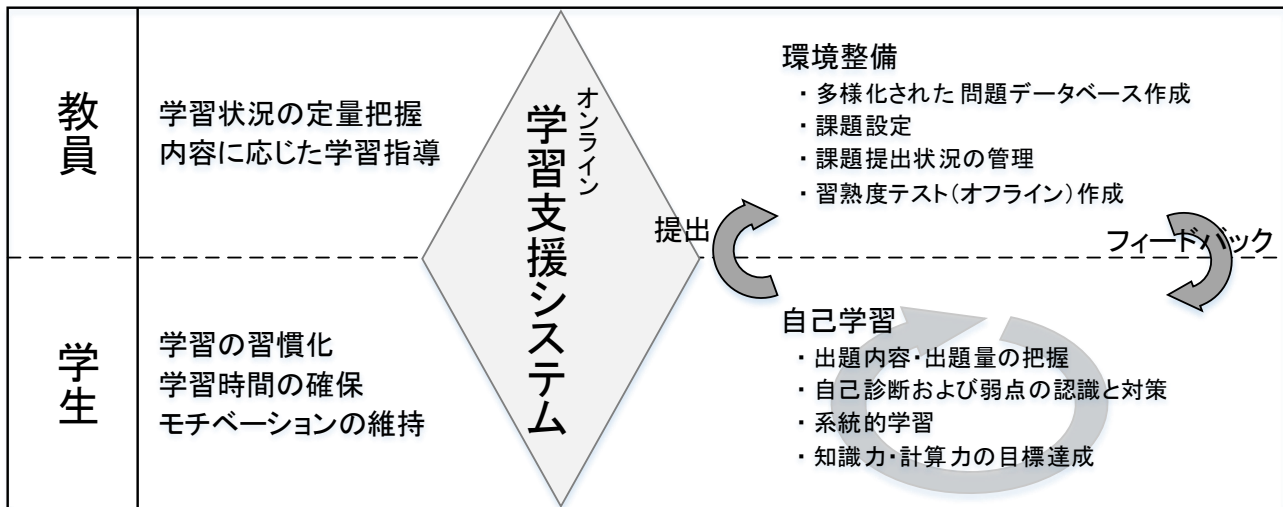 教員
学習状況の定量把握
内容に応じた学習指導
オンライン
学習支援システム
環境整備
・多様化された問題データベース作成
・課題設定
・課題提出状況の管理
・習熟度テスト(オフライン)作成
提出
フィードバック
学生
学習の習慣化
学習時間の確保
モチベーションの維持
自己学習
・出題内容・出題量の把握
・自己診断および弱点の認識と対策
・系統的学習
・知識力・計算力の目標達成